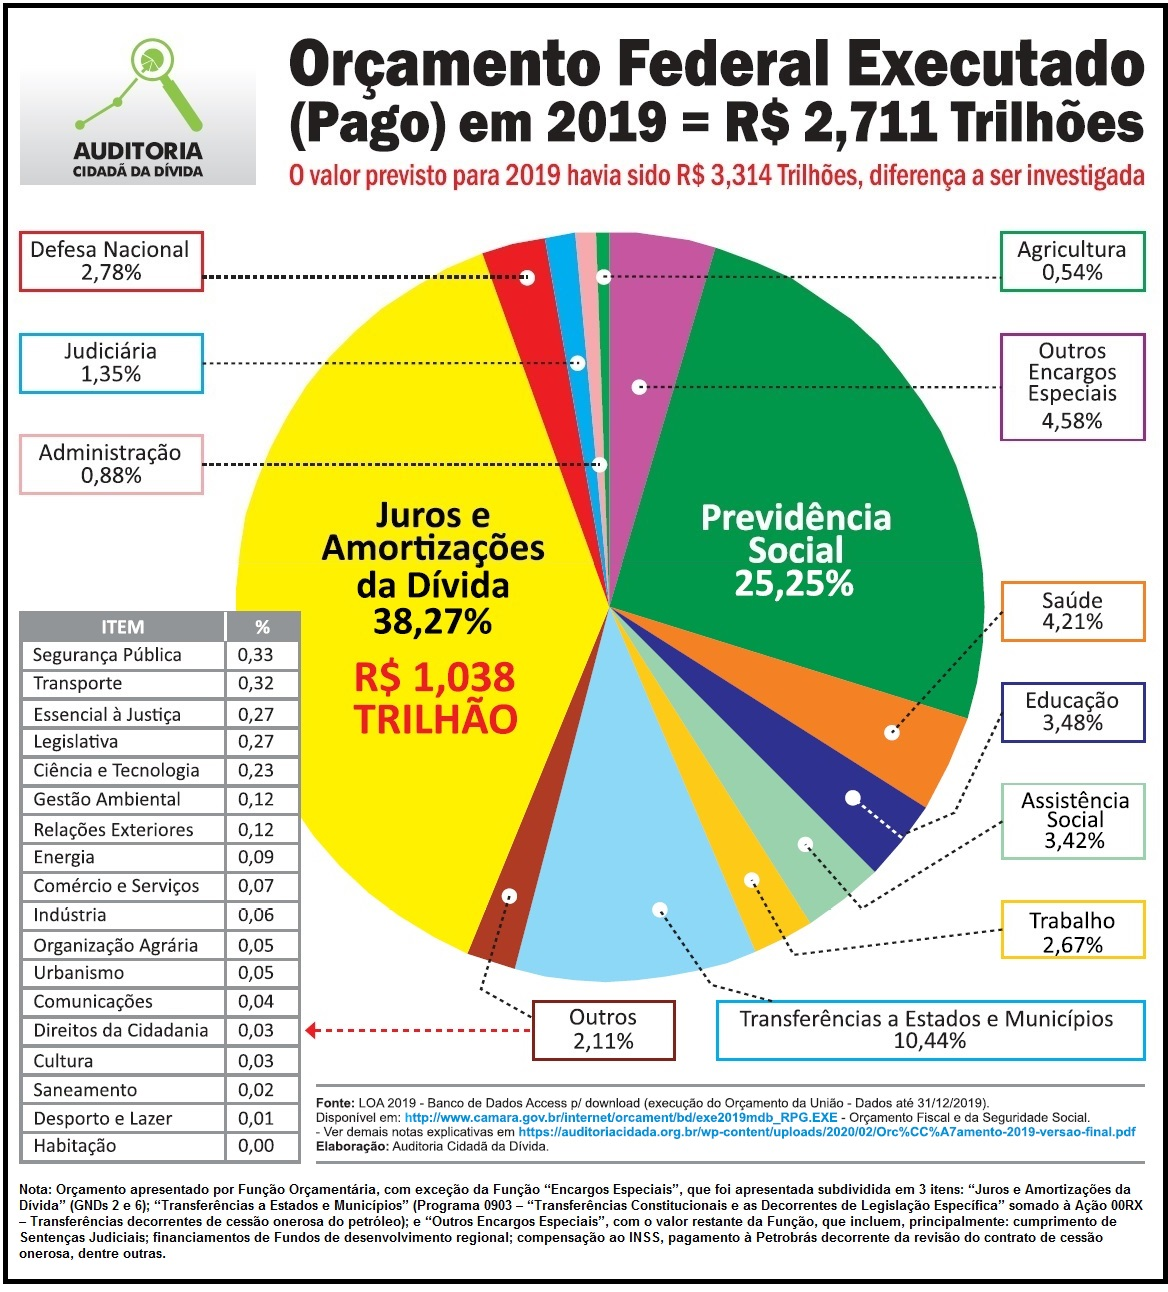 AUDITORIA
CIDADÃ DA DÍVIDA
Orçamento Federal Executado
(Pago) em 2019 = R$ 2,711 Trilhões
O valor previsto para 2019 havia sido R$ 3,314 Trilhões, diferença a ser investigada
Defesa Nacional
2,78%
Judiciária
1,35%
Administração
0,88%
Agricultura
0,54%
Outros
Encargos
Especiais
4,58%
Juros e
Amortizações
da Dívida
38,27%
R$ 1,038
TRILHÃO
Previdência
Social
25,25%
Saúde
4,21%
Educação
3,48%
Assistência
Social
3,42%
Trabalho
2,67%
Transferências a Estados e Municípios
10,44%
Outros
2,11%
ITEM %
Segurança Pública 0,33
Transporte 0,32
Essencial à Justiça 0,27
Legislativa 0,27
Ciência e Tecnologia 0,23
Gestão Ambiental 0,12
Relações Exteriores 0,12
Energia 0,09
Comércio e Serviços 0,07
Indústria 0,06
Organização Agrária 0,05
Urbanismo 0,05
Comunicações 0,04
Direitos da Cidadania 0,03
Cultura 0,03
Saneamento 0,02
Desporto e Lazer 0,01
Habitação 0,00
Fonte: LOA 2019 - Banco de Dados Access p/ download (execução do Orçamento da União - Dados até 31/12/2019).
Disponível em: http://www.camara.gov.br/internet/orcament/bd/exe2019mdb_RPG.EXE - Orçamento Fiscal e da Seguridade Social.
- Ver demais notas explicativas em https://auditoriacidada.org.br/wp-content/uploads/2020/02/Orc%CC%A7amento-2019-versao-final.pdf
Elaboração: Auditoria Cidadã da Dívida.
Nota: Orçamento apresentado por Função Orçamentária, com exceção da Função “Encargos Especiais”, que foi apresentada subdividida em 3 itens: “Juros e Amortizações da
Dívida” (GNDs 2 e 6); “Transferências a Estados e Municípios” (Programa 0903 – “Transferências Constitucionais e as Decorrentes de Legislação Específica” somado à Ação 00RX
– Transferências decorrentes de cessão onerosa do petróleo); e “Outros Encargos Especiais”, com o valor restante da Função, que incluem, principalmente: cumprimento de
Sentenças Judiciais; financiamentos de Fundos de desenvolvimento regional; compensação ao INSS, pagamento à Petrobrás decorrente da revisão do contrato de cessão
onerosa, dentre outras.